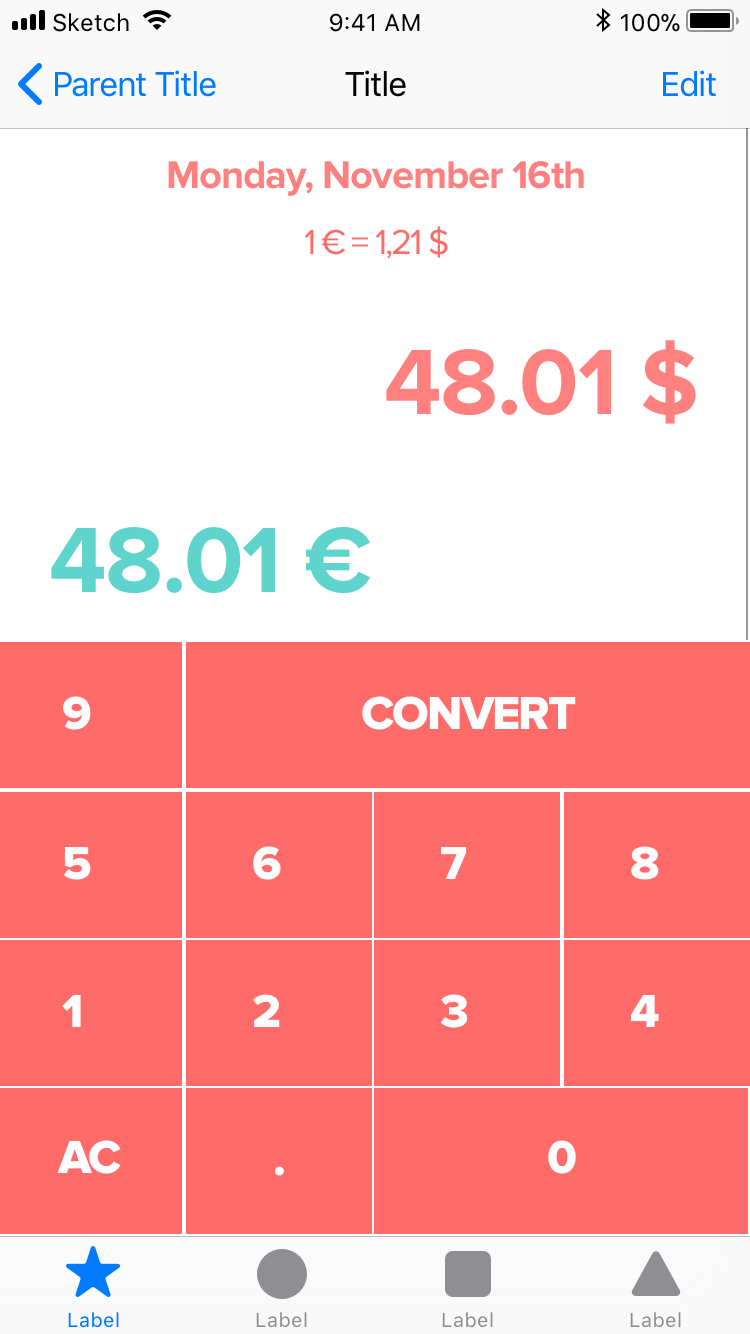 Sketch 9:41 AM 100%
Parent Title Title Edit
Monday, November 16th
1 € = 1,21 $
48.01 $
48.01 €
9 CONVERT
5 6 7 8
1 2 3 4
AC . 0
Label Label Label Label